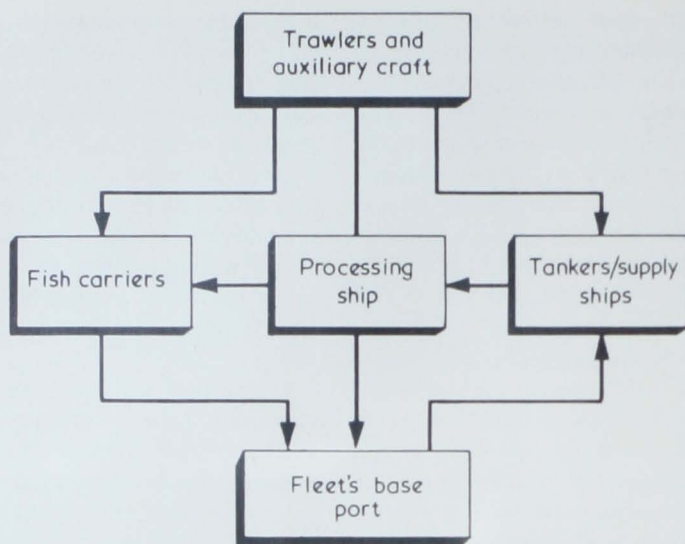 Trawlers and
auxiliary craft
Fish carriers
Processing
ship
Tankers/supply
ships
Fleet's base
port